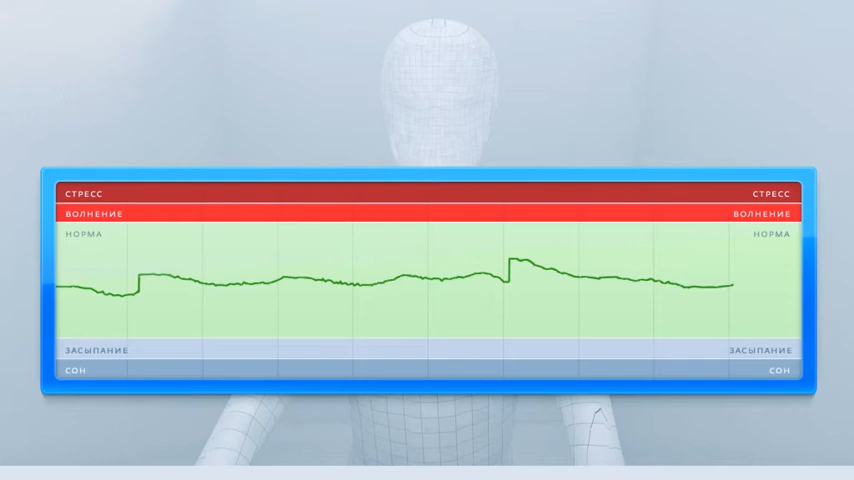 СТРЕСС СТРЕСС
ВОЛНЕНИЕ ВОЛНЕНИЕ
НОРМА НОРМА
ЗАСЫПАНИЕ ЗАСЫПАНИЕ
СОН СОН